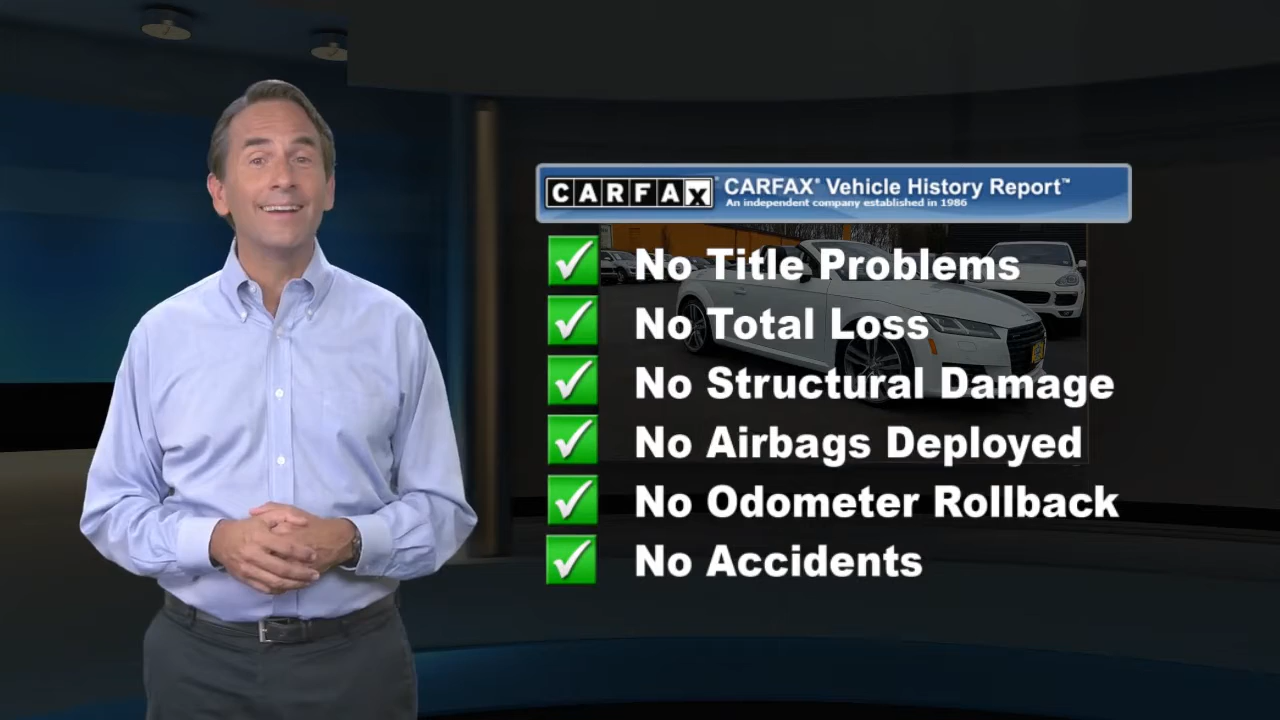 CARFAX® CARFAX® Vehicle History Report™
An independent company established in 1986
No Title Problems
No Total Loss
No Structural Damage
No Airbags Deployed
No Odometer Rollback
No Accidents